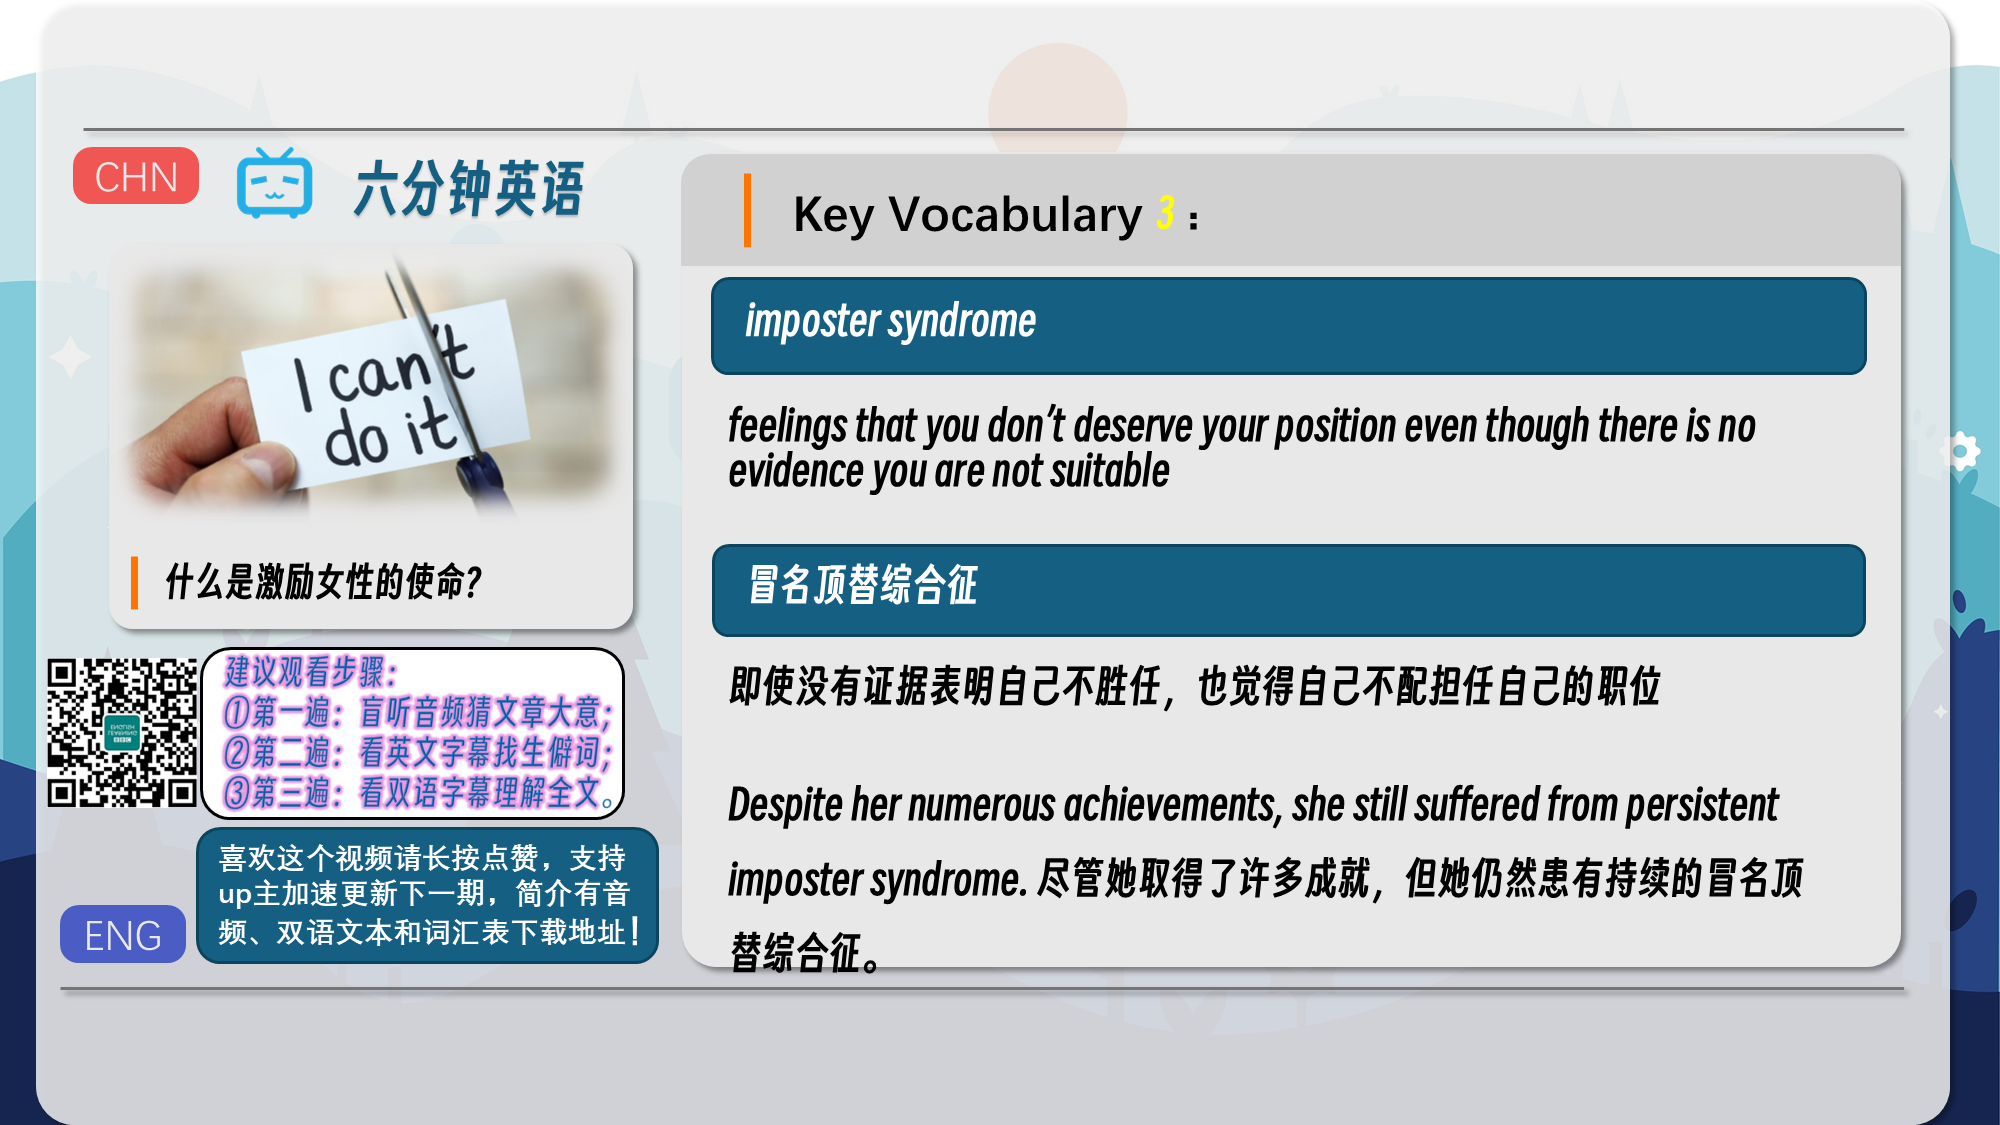 CHN
六分钟英语
I can't
do it
什么是激励女性的使命?
建议观看步骤:
①第一遍：盲听音频猜文章大意;
②第二遍：看英文字幕找生僻词;
③第三遍：看双语字幕理解全文。
喜欢这个视频请长按点赞，支持
up主加速更新下一期，简介有音
频、双语文本和词汇表下载地址!
ENG
Key Vocabulary 3：
imposter syndrome
feelings that you don't deserve your position even though there is no
evidence you are not suitable
冒名顶替综合征
即使没有证据表明自己不胜任，也觉得自己不配担任自己的职位
Despite her numerous achievements, she still suffered from persistent
imposter syndrome. 尽管她取得了许多成就，但她仍然患有持续的冒名顶
替综合征。